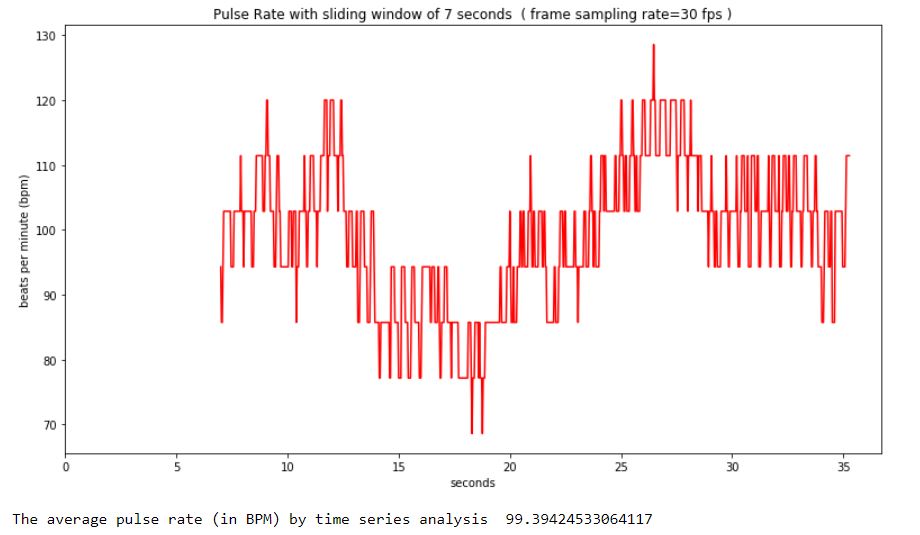 Pulse Rate with sliding window of 7 seconds ( frame sampling rate=30 fps )
130
120
110
100
90
80
70
beats per minute (bpm)
0 5 10 15 20 25 30 35
seconds
The average pulse rate (in BPM) by time series analysis 99.39424533064117